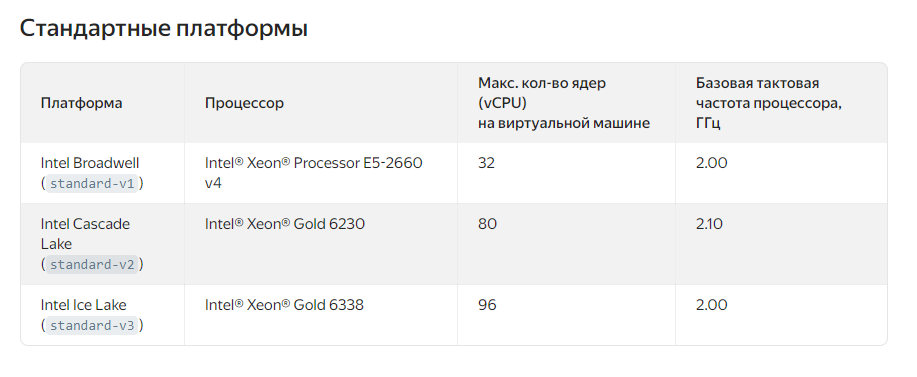 Стандартные платформы
Платформа
Процессор
Макс. кол-во ядер
(vCPU)
на виртуальной машине
Базовая тактовая
частота процессора,
ГГц
Intel Broadwell
(standard-v1)
Intel® Xeon® Processor E5-2660
v4
32
2.00
Intel Cascade
Lake
(standard-v2)
Intel® Xeon® Gold 6230
80
2.10
Intel Ice Lake
(standard-v3)
Intel® Xeon® Gold 6338
96
2.00